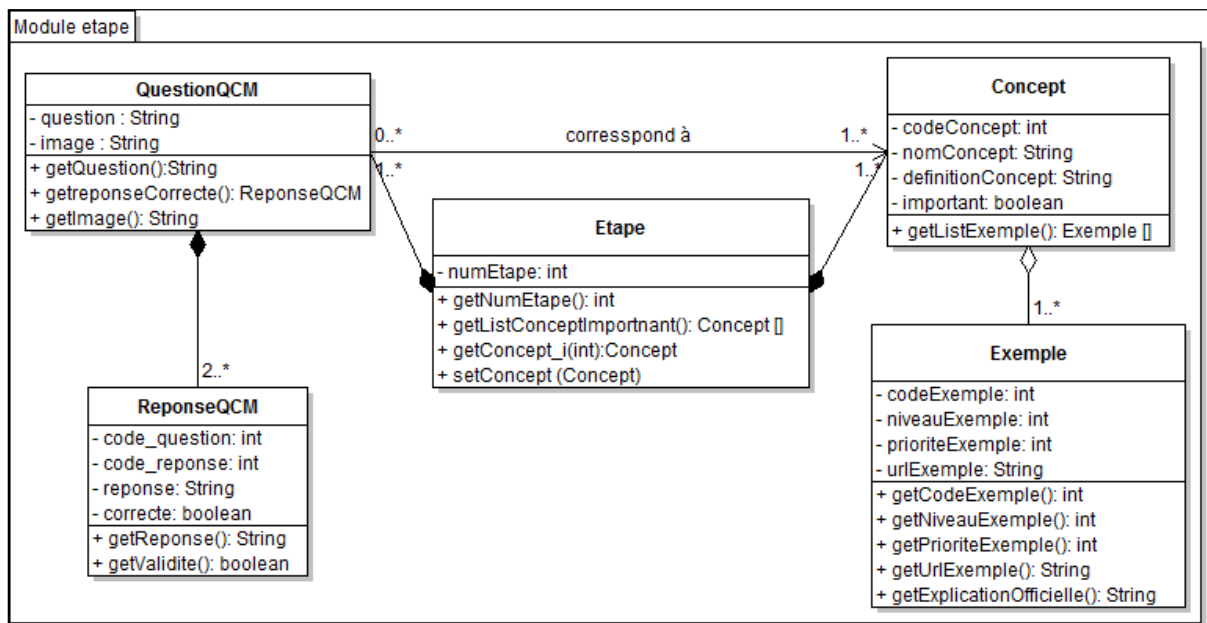 Module etape
QuestionQCM
- question : String
- image : String
+ getQuestion():String
+ getreponseCorrecte(): ReponseQCM
+ getImage(): String
0..*
corresspond à
1..*
1..*
1..*
Concept
- codeConcept: int
- nomConcept: String
- definitionConcept: String
- important: boolean
+ getListExemple(): Exemple []
Etape
- numEtape: int
+ getNumEtape(): int
+ getListConceptImportnant(): Concept []
+ getConcept_i(int):Concept
+ setConcept (Concept)
2..*
1..*
ReponseQCM
- code_question: int
- code_reponse: int
- reponse: String
- correcte: boolean
+ getReponse(): String
+ getValidite(): boolean
Exemple
- codeExemple: int
- niveauExemple: int
- prioriteExemple: int
- urlExemple: String
+ getCodeExemple(): int
+ getNiveauExemple(): int
+ getPrioriteExemple(): int
+ getUrlExemple(): String
+ getExplicationOfficielle(): String